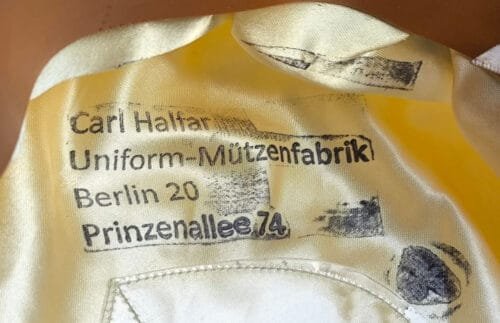 Carl Halfar
Uniform-Mützenfabrik
Berlin 20
Prinzenallee 74